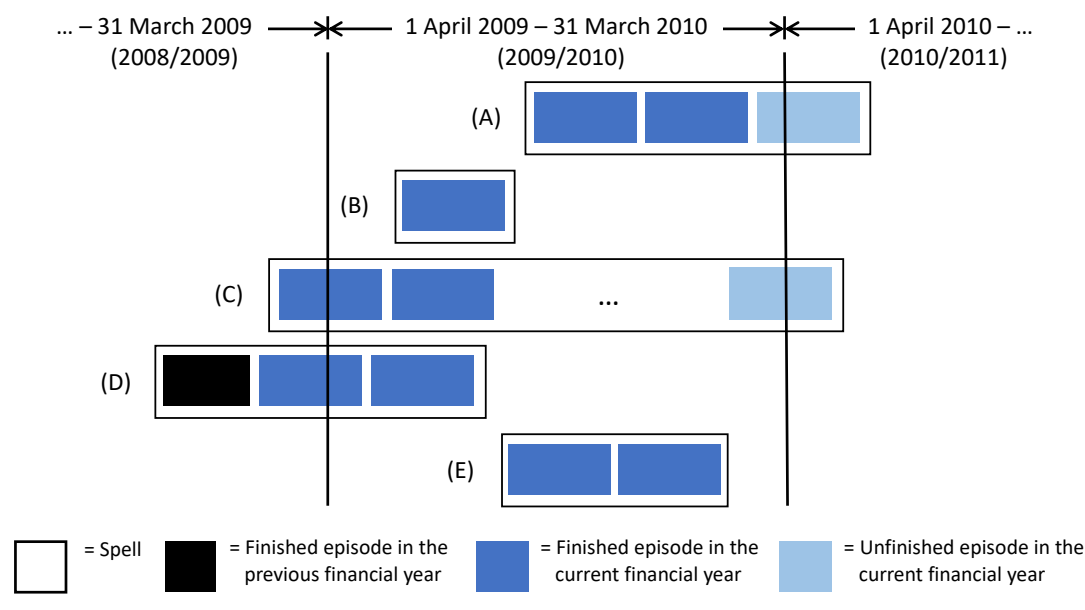 ... – 31 March 2009
1 April 2009 – 31 March 2010
1 April 2010 – ...
(2008/2009)
(2009/2010)
(2010/2011)
(A)
(B)
(C)
...
(D)
(E)
= Spell
= Finished episode in the
previous financial year
= Finished episode in the
current financial year
= Unfinished episode in the
current financial year